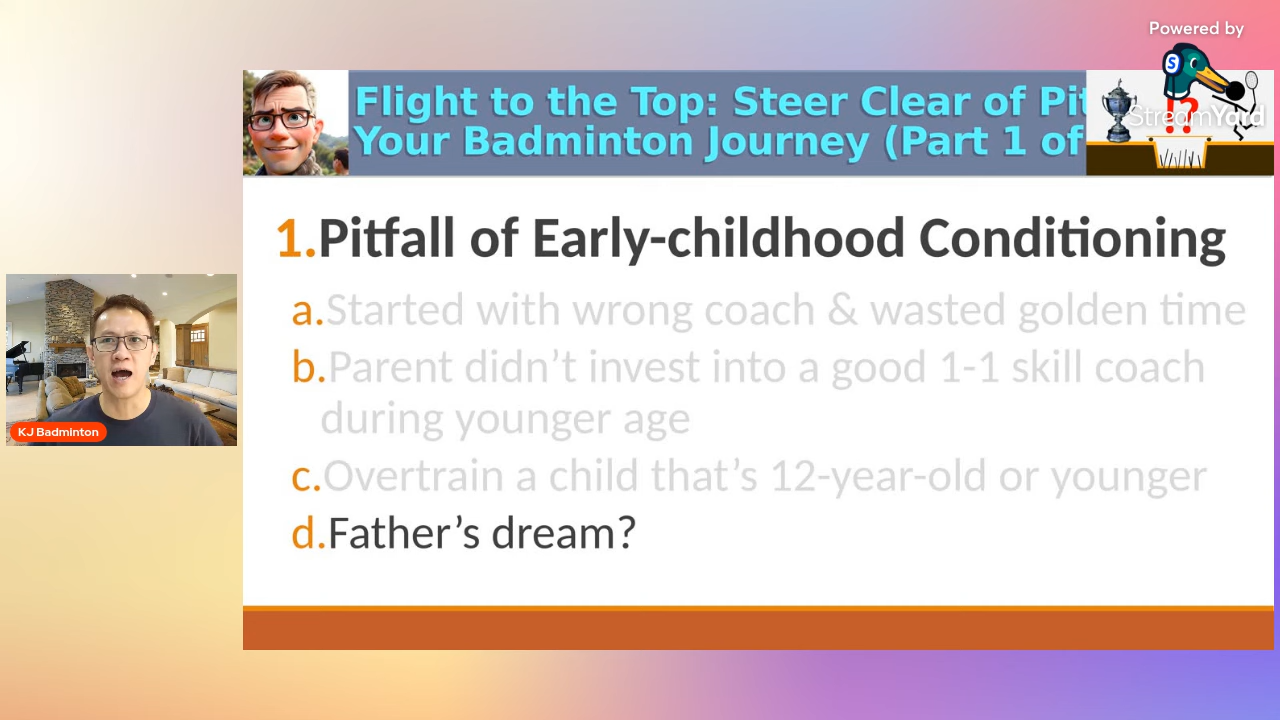 Powered by
StreamYard
S
Flight to the Top: Steer Clear of Pit
Your Badminton Journey (Part 1 of
!?
1.Pitfall of Early-childhood Conditioning
a.Started with wrong coach & wasted golden time
b.Parent didn’t invest into a good 1-1 skill coach
during younger age
c.Overtrain a child that’s 12-year-old or younger
d.Father’s dream?
KJ Badminton